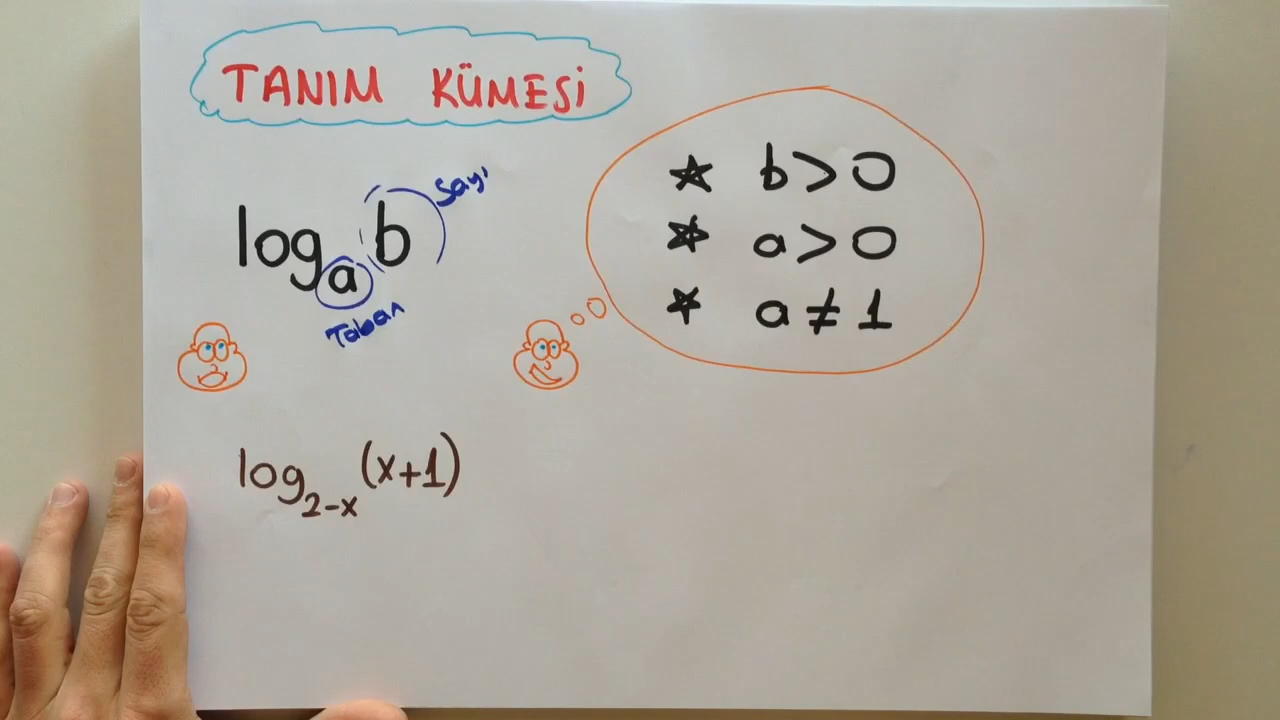 TANIM KÜMESİ
log_a b
Sayı
Taban
☆ b>0
☆ a>0
☆ a≠1
log_{2-x} (x+1)